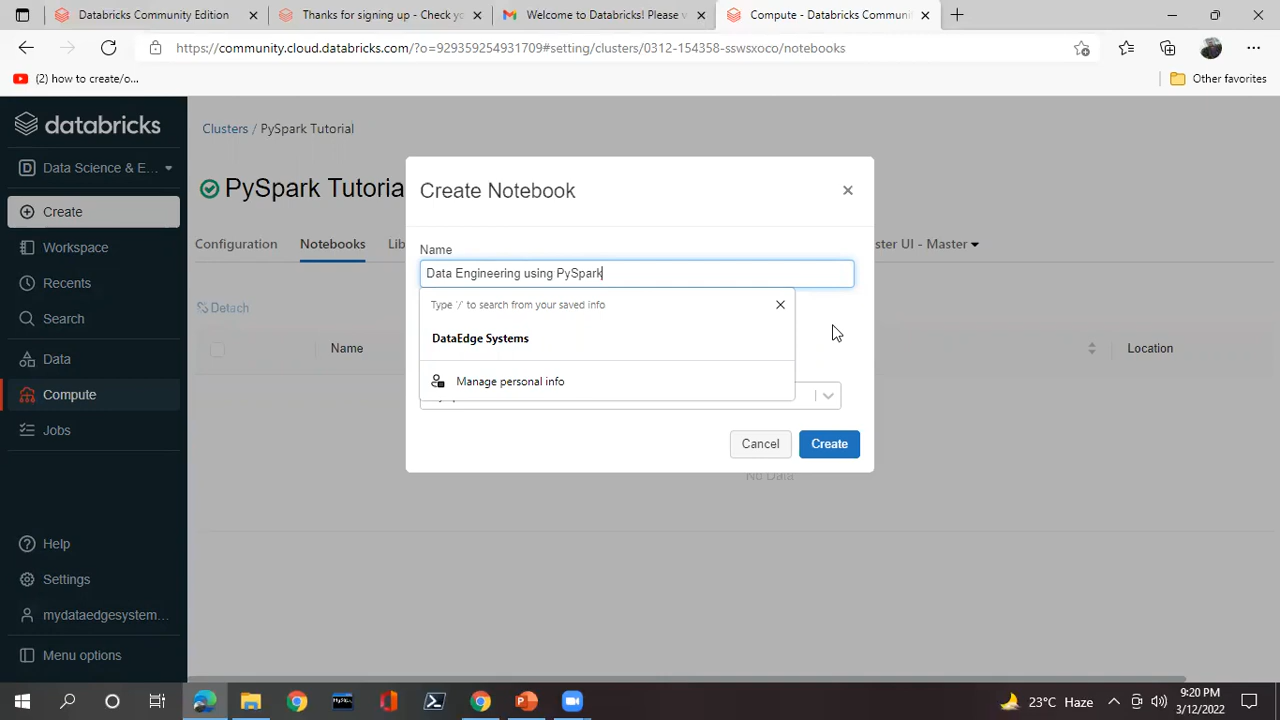 Databricks Community Edition
Thanks for signing up - Check yo
Welcome to Databricks! Please v
Compute - Databricks Communit
https://community.cloud.databricks.com/?o=929359254931709#setting/clusters/0312-154358-sswsxoco/notebooks
(2) how to create/o...
Other favorites
databricks
Clusters / PySpark Tutorial
D Data Science & E...
PySpark Tutoria
Create Notebook
Create
Workspace
Configuration
Notebooks
Lib
ster UI - Master
Name
Data Engineering using PySpark
Recents
Detach
Type '/' to search from your saved info
Search
DataEdge Systems
Name
Location
Data
Manage personal info
Compute
Jobs
Cancel
Create
No Data
Help
Settings
mydataedgesystem...
Menu options
23°C Haze
9:20 PM
3/12/2022